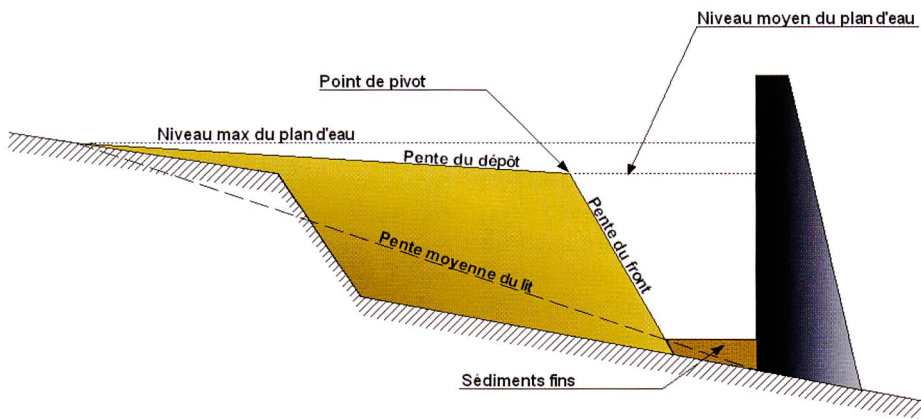 Niveau moyen du plan d'eau
Point de pivot
Niveau max du plan d'eau
Pente du dépôt
Pente du front
Pente moyenne du lit
Sédiments fins